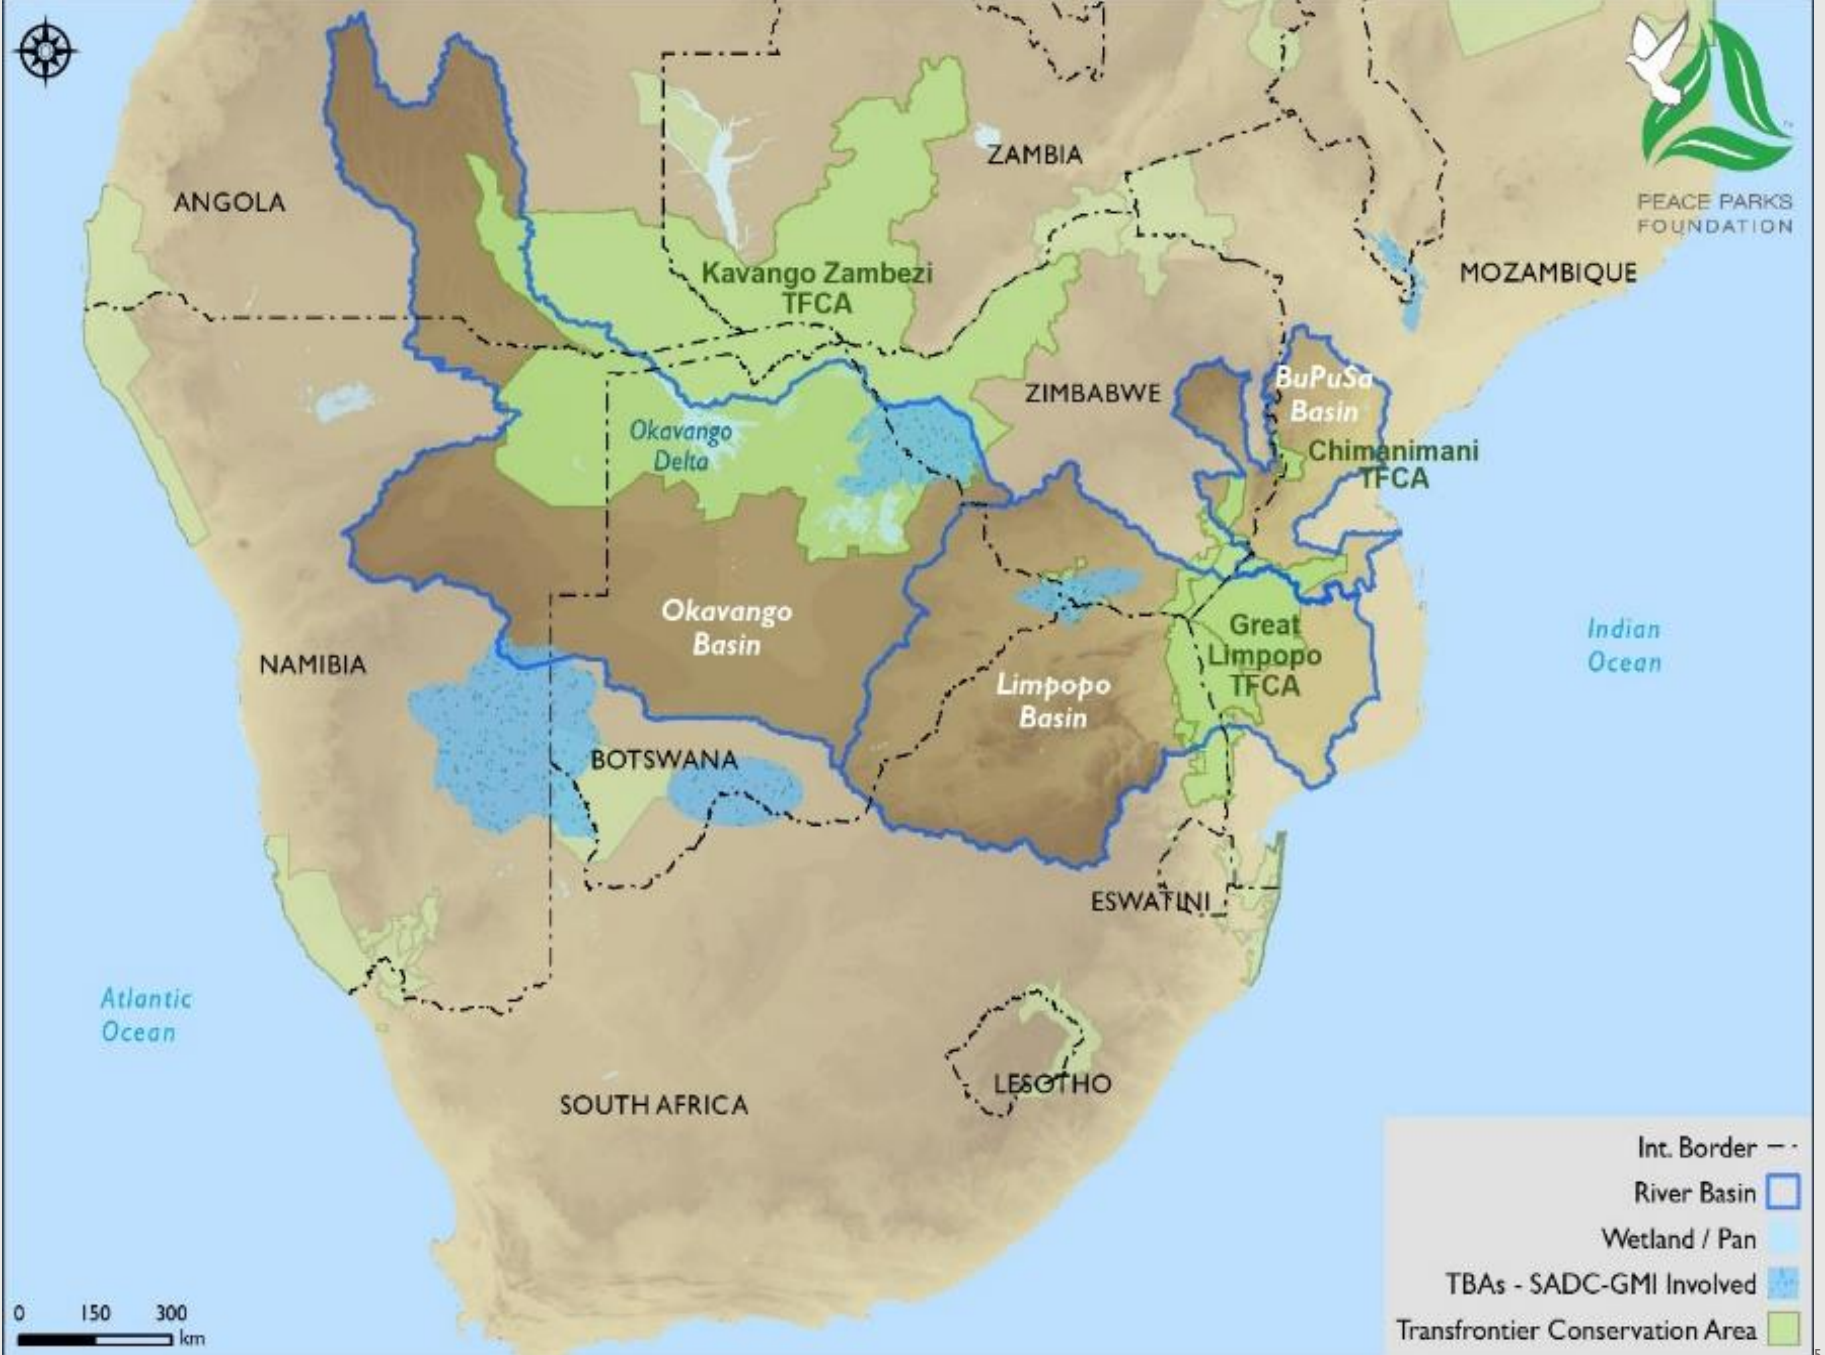 PEACE PARKS
FOUNDATION
ZAMBIA
ANGOLA
MOZAMBIQUE
Kavango Zambezi
TFCA
ZIMBABWE
BuPuSa
Basin
Okavango
Delta
Chimanimani
TFCA
Okavango
Basin
Great
Limpopo
TFCA
Indian
Ocean
NAMIBIA
Limpopo
Basin
BOTSWANA
ESWATINI
Atlantic
Ocean
LESOTHO
SOUTH AFRICA
Int. Border
River Basin
Wetland / Pan
TBAs - SADC-GMI Involved
Transfrontier Conservation Area
0 150 300
km
5